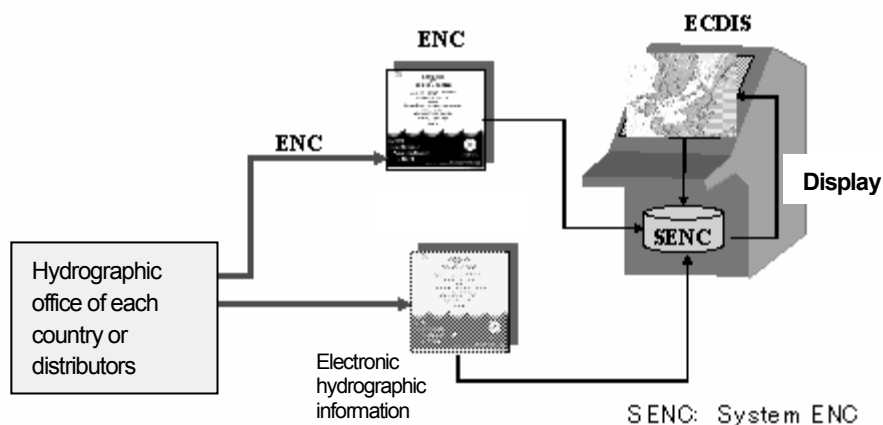 ECDIS
ENC
ENC
Display
SENC
Hydrographic
office of each
country or
distributors
Electronic
hydrographic
information
SENC: System ENC